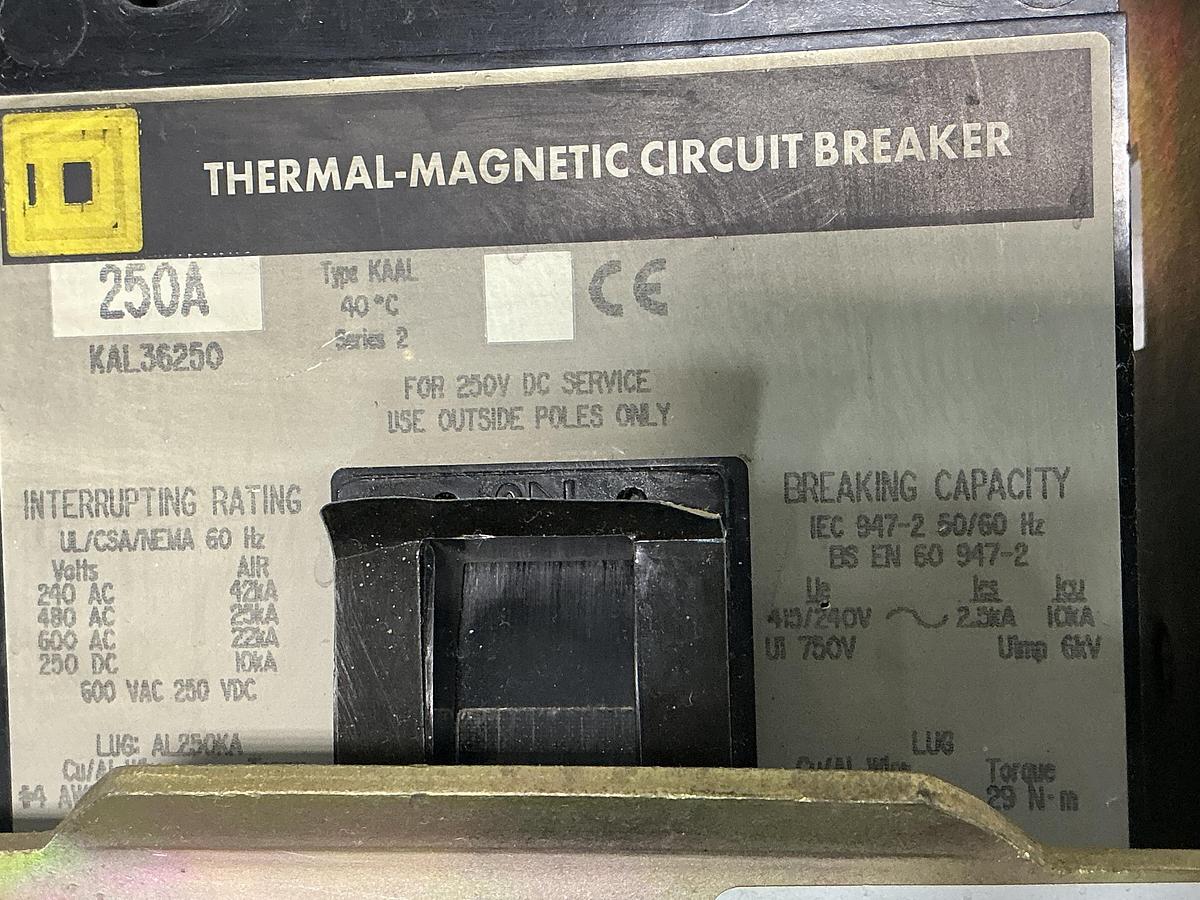 THERMAL-MAGNETIC CIRCUIT BREAKER
250A
KAL36250
Type KAAL
40°C
Series 2
CE
FOR 250V DC SERVICE
USE OUTSIDE POLES ONLY
ON
INTERRUPTING RATING
UL/CSA/NEMA 60 Hz
Volts AIR
240 AC 42kA
480 AC 25kA
600 AC 22kA
250 DC 10kA
600 VAC 250 VDC
LUG: AL250KA
BREAKING CAPACITY
IEC 947-2 50/60 Hz
BS EN 60 947-2
Ue Ics Icu
415/240V 2.5kA 10kA
Ui 750V Uimp 6kV
LUG
Torque
29 N·m